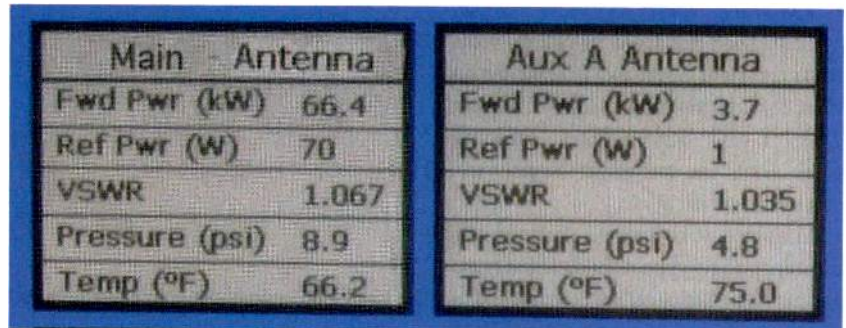 Main - Antenna
Fwd Pwr (kW) 66.4
Ref Pwr (W) 70
VSWR 1.067
Pressure (psi) 8.9
Temp (ºF) 66.2
Aux A Antenna
Fwd Pwr (kW) 3.7
Ref Pwr (W) 1
VSWR 1.035
Pressure (psi) 4.8
Temp (ºF) 75.0